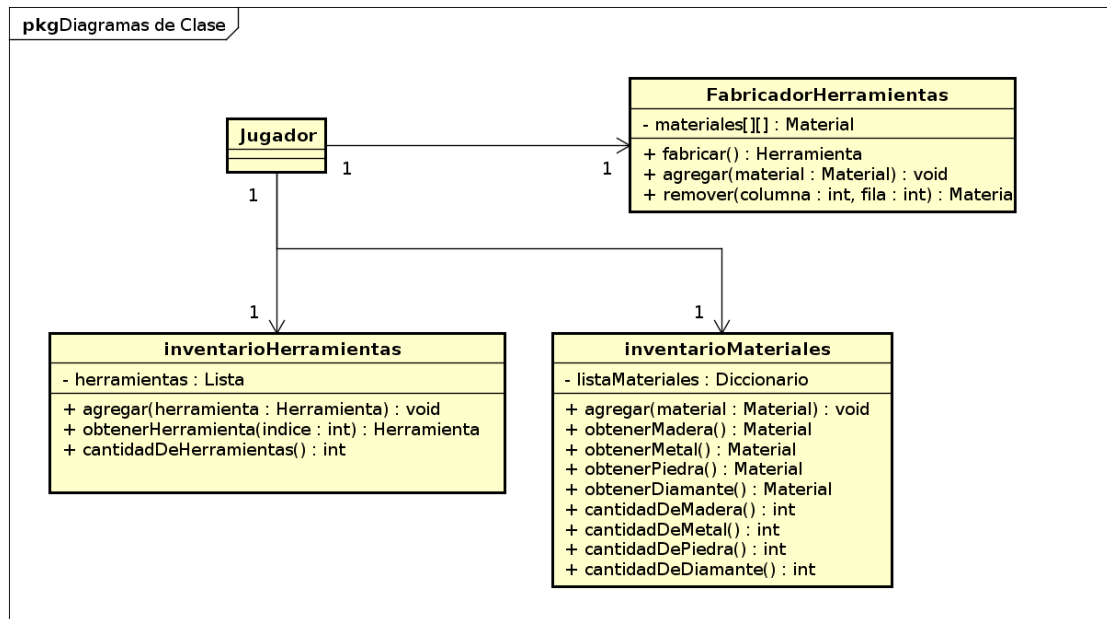 pkgDiagramas de Clase
Jugador
1
1
1
1
1
FabricadorHerramientas
- materiales[][] : Material
+ fabricar() : Herramienta
+ agregar(material : Material) : void
+ remover(columna : int, fila : int) : Materia
inventarioHerramientas
- herramientas : Lista
+ agregar(herramienta : Herramienta) : void
+ obtenerHerramienta(indice : int) : Herramienta
+ cantidadDeHerramientas() : int
inventarioMateriales
- listaMateriales : Diccionario
+ agregar(material : Material) : void
+ obtenerMadera() : Material
+ obtenerMetal() : Material
+ obtenerPiedra() : Material
+ obtenerDiamante() : Material
+ cantidadDeMadera() : int
+ cantidadDeMetal() : int
+ cantidadDePiedra() : int
+ cantidadDeDiamante() : int